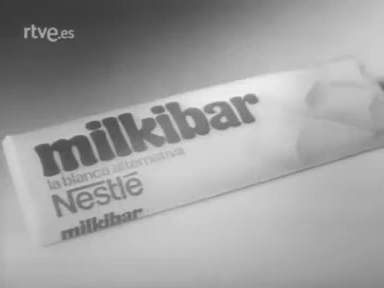 rtve.es
milkibar
la blanca alternativa
Nestlé
milkibar